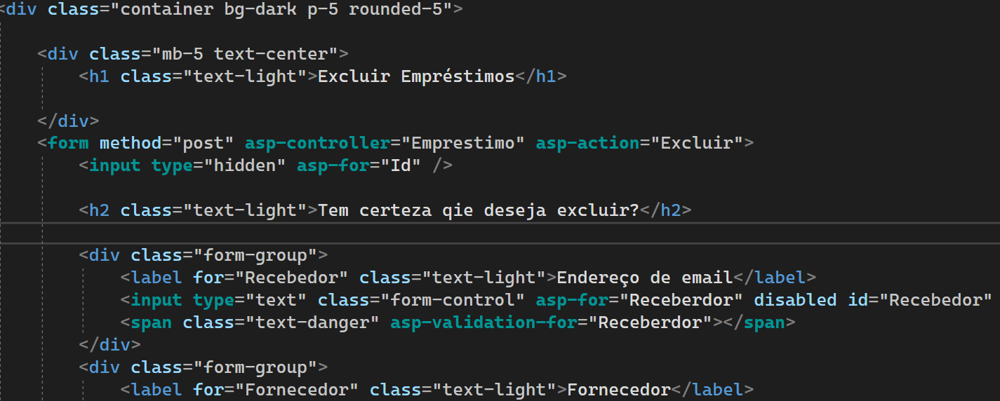 <div class="container bg-dark p-5 rounded-5">
<div class="mb-5 text-center">
<h1 class="text-light">Excluir Empréstimos</h1>
</div>
<form method="post" asp-controller="Emprestimo" asp-action="Excluir">
<input type="hidden" asp-for="Id" />
<h2 class="text-light">Tem certeza qie deseja excluir?</h2>
<div class="form-group">
<label for="Recebedor" class="text-light">Endereço de email</label>
<input type="text" class="form-control" asp-for="Receberdor" disabled id="Recebedor"
<span class="text-danger" asp-validation-for="Receberdor"></span>
</div>
<div class="form-group">
<label for="Fornecedor" class="text-light">Fornecedor</label>